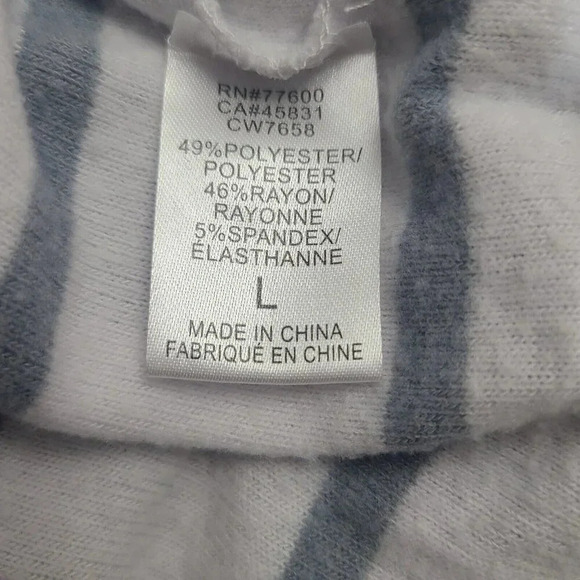 RN#77600
CA#45831
CW7658
49%POLYESTER/
POLYESTER
46%RAYON/
RAYONNE
5%SPANDEX/
ÉLASTHANNE
L
MADE IN CHINA
FABRIQUÉ EN CHINE